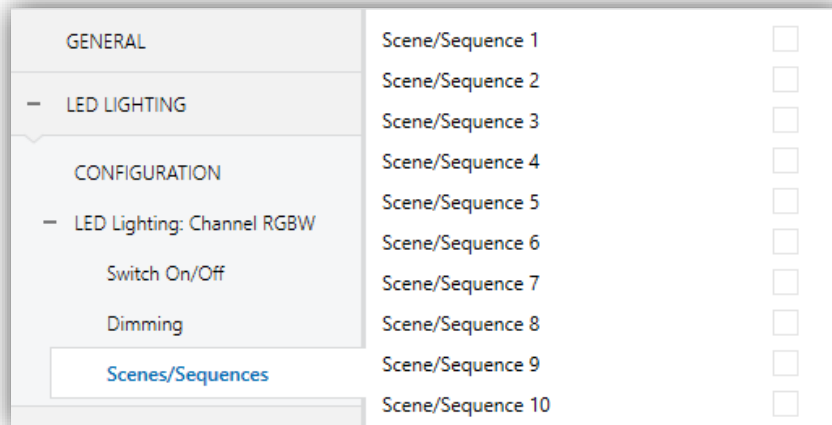 GENERAL
LED LIGHTING
CONFIGURATION
LED Lighting: Channel RGBW
Switch On/Off
Dimming
Scenes/Sequences
Scene/Sequence 1
Scene/Sequence 2
Scene/Sequence 3
Scene/Sequence 4
Scene/Sequence 5
Scene/Sequence 6
Scene/Sequence 7
Scene/Sequence 8
Scene/Sequence 9
Scene/Sequence 10